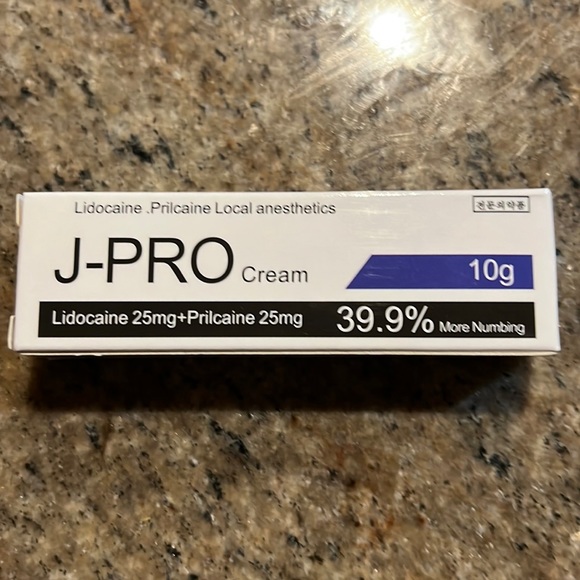 Lidocaine .Prilcaine Local anesthetics
전문의약품
J-PRO Cream
10g
Lidocaine 25mg+Prilcaine 25mg
39.9% More Numbing